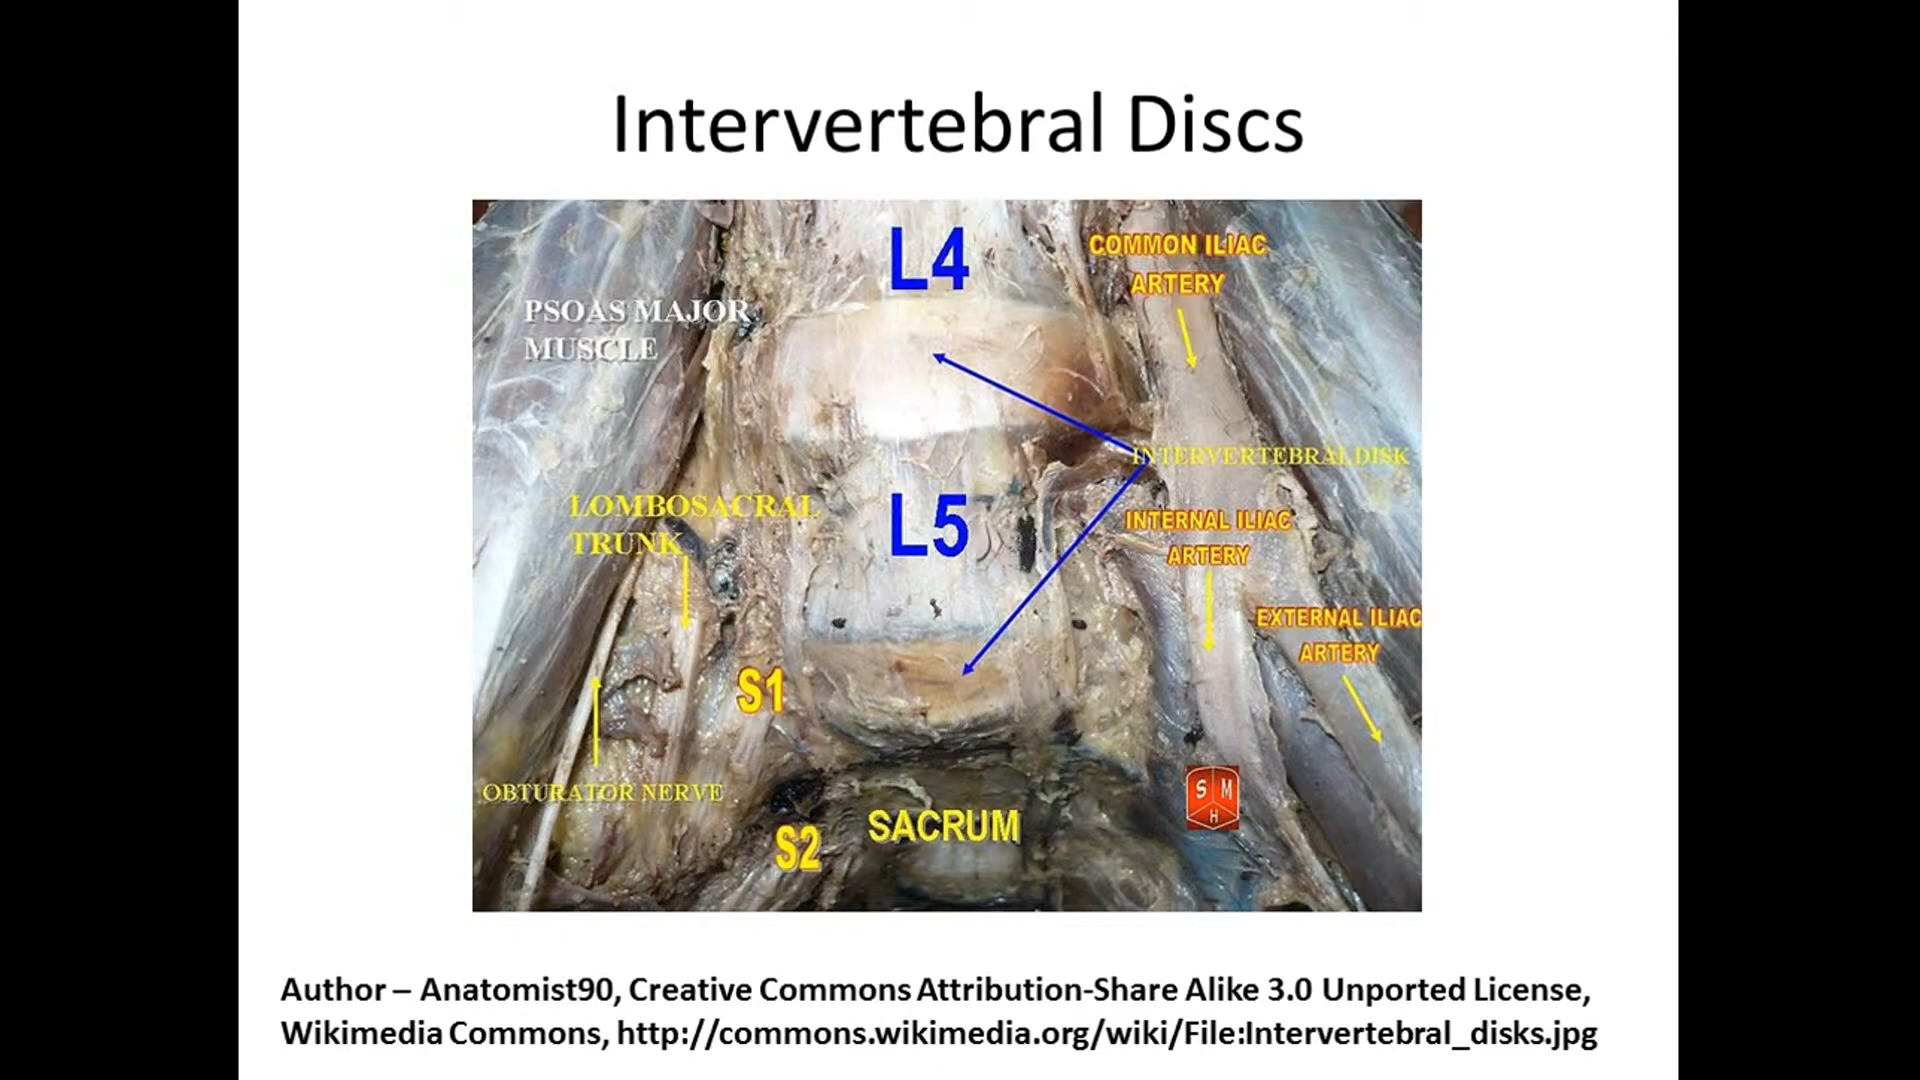 Intervertebral Discs
L4
COMMON ILIAC
ARTERY
PSOAS MAJOR
MUSCLE
INTERVERTEBRAL DISK
LOMBOSACRAL
TRUNK
L5
INTERNAL ILIAC
ARTERY
EXTERNAL ILIAC
ARTERY
S1
OBTURATOR NERVE
S M
H
S2
SACRUM
Author – Anatomist90, Creative Commons Attribution-Share Alike 3.0 Unported License,
Wikimedia Commons, http://commons.wikimedia.org/wiki/File:Intervertebral_disks.jpg